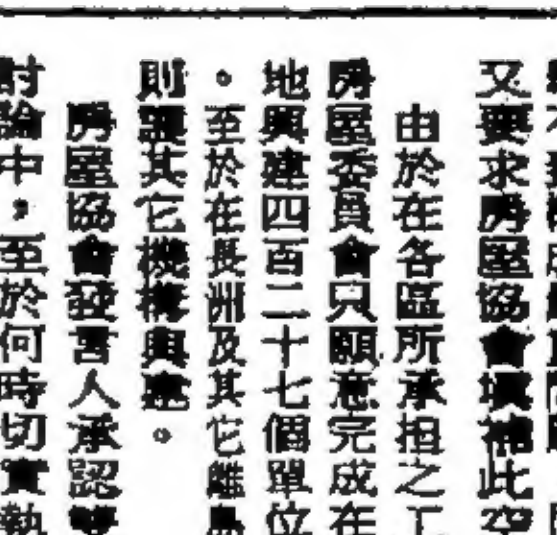 又要求房屋協會填補此空
由於在各區所承担之工
房屋委員會只願意完成在
地興建四百二十七個單位
。至於在長洲及其它離島
則讓其它機構興建。
房屋協會發言人承認雙
討論中，至於何時切實執